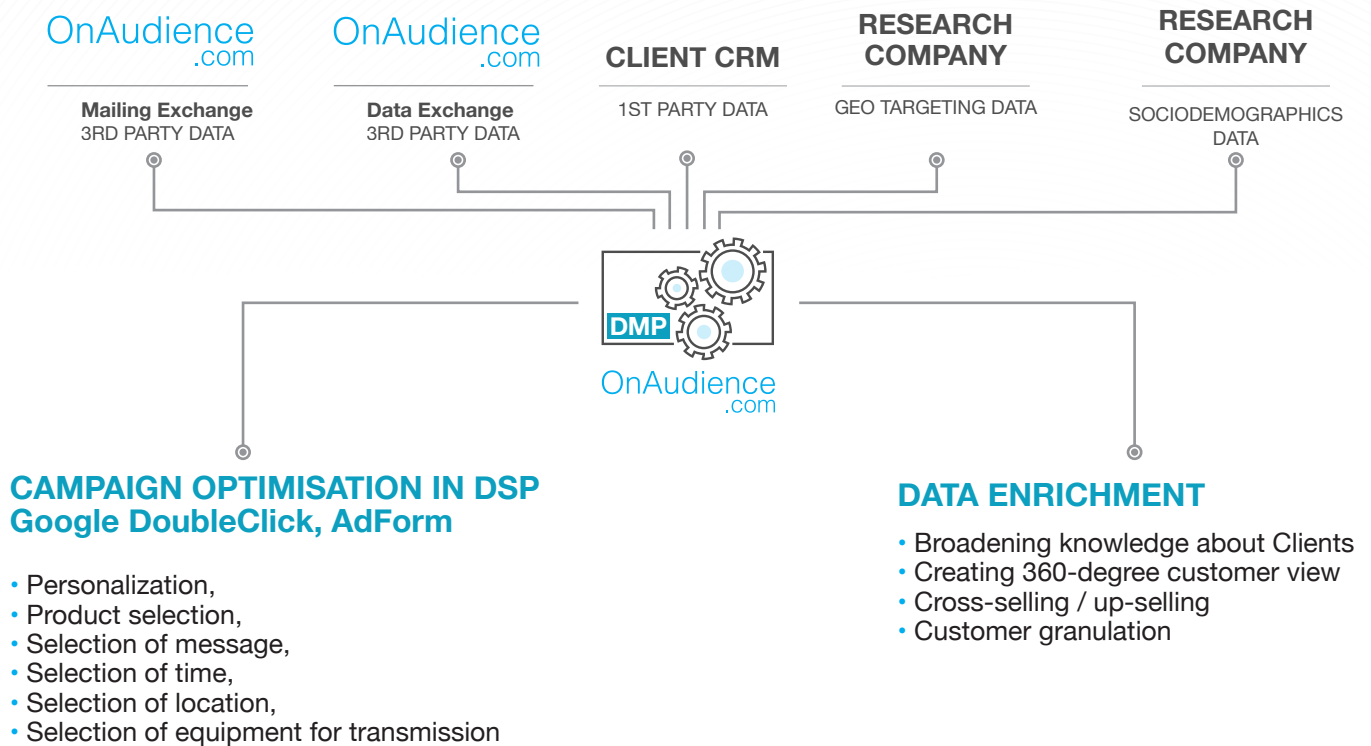 OnAudience
.com
Mailing Exchange
3RD PARTY DATA
OnAudience
.com
Data Exchange
3RD PARTY DATA
CLIENT CRM
1ST PARTY DATA
RESEARCH
COMPANY
GEO TARGETING DATA
RESEARCH
COMPANY
SOCIODEMOGRAPHICS
DATA
DMP
OnAudience
.com
CAMPAIGN OPTIMISATION IN DSP
Google DoubleClick, AdForm
• Personalization,
• Product selection,
• Selection of message,
• Selection of time,
• Selection of location,
• Selection of equipment for transmission
DATA ENRICHMENT
• Broadening knowledge about Clients
• Creating 360-degree customer view
• Cross-selling / up-selling
• Customer granulation